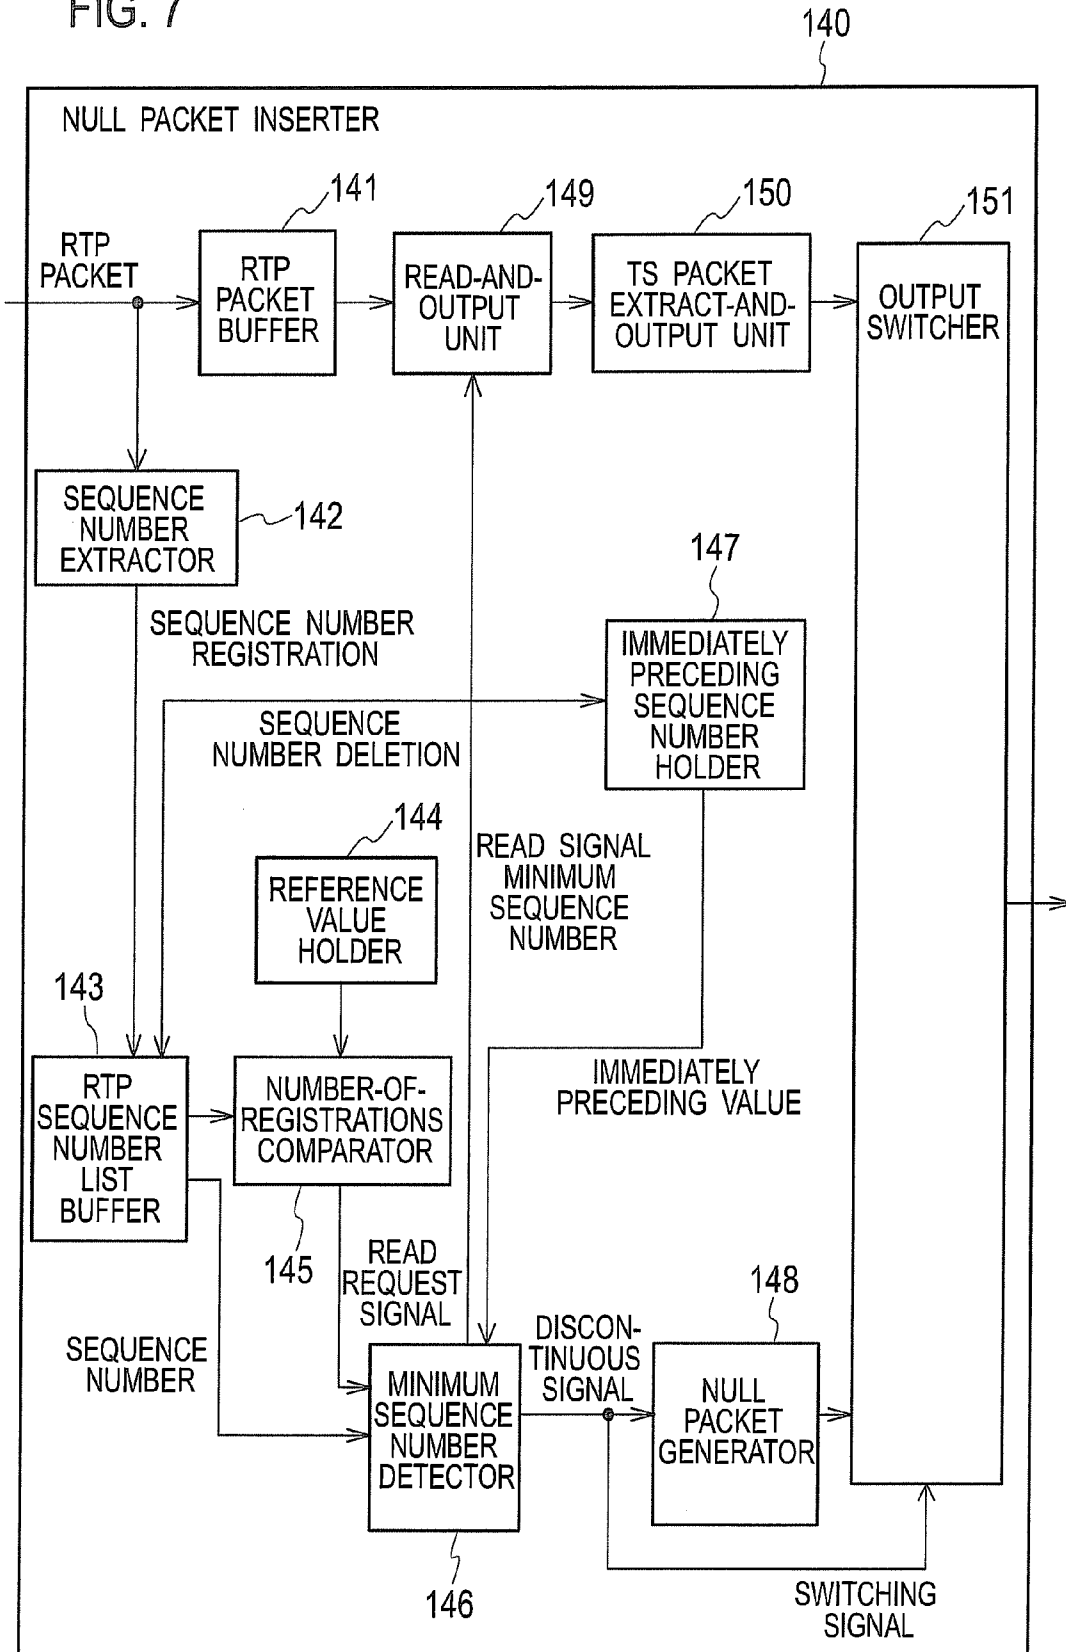 FIG. 7
140
NULL PACKET INSERTER
141
149
150
151
RTP
PACKET
RTP
PACKET
BUFFER
READ-AND-
OUTPUT
UNIT
TS PACKET
EXTRACT-AND-
OUTPUT UNIT
OUTPUT
SWITCHER
SEQUENCE
NUMBER
EXTRACTOR
142
147
SEQUENCE NUMBER
REGISTRATION
IMMEDIATELY
PRECEDING
SEQUENCE
NUMBER
HOLDER
SEQUENCE
NUMBER DELETION
144
REFERENCE
VALUE
HOLDER
READ SIGNAL
MINIMUM
SEQUENCE
NUMBER
143
RTP
SEQUENCE
NUMBER
LIST
BUFFER
NUMBER-OF-
REGISTRATIONS
COMPARATOR
IMMEDIATELY
PRECEDING VALUE
145
READ
REQUEST
SIGNAL
148
SEQUENCE
NUMBER
DISCON-
TINUOUS
SIGNAL
MINIMUM
SEQUENCE
NUMBER
DETECTOR
NULL
PACKET
GENERATOR
146
SWITCHING
SIGNAL